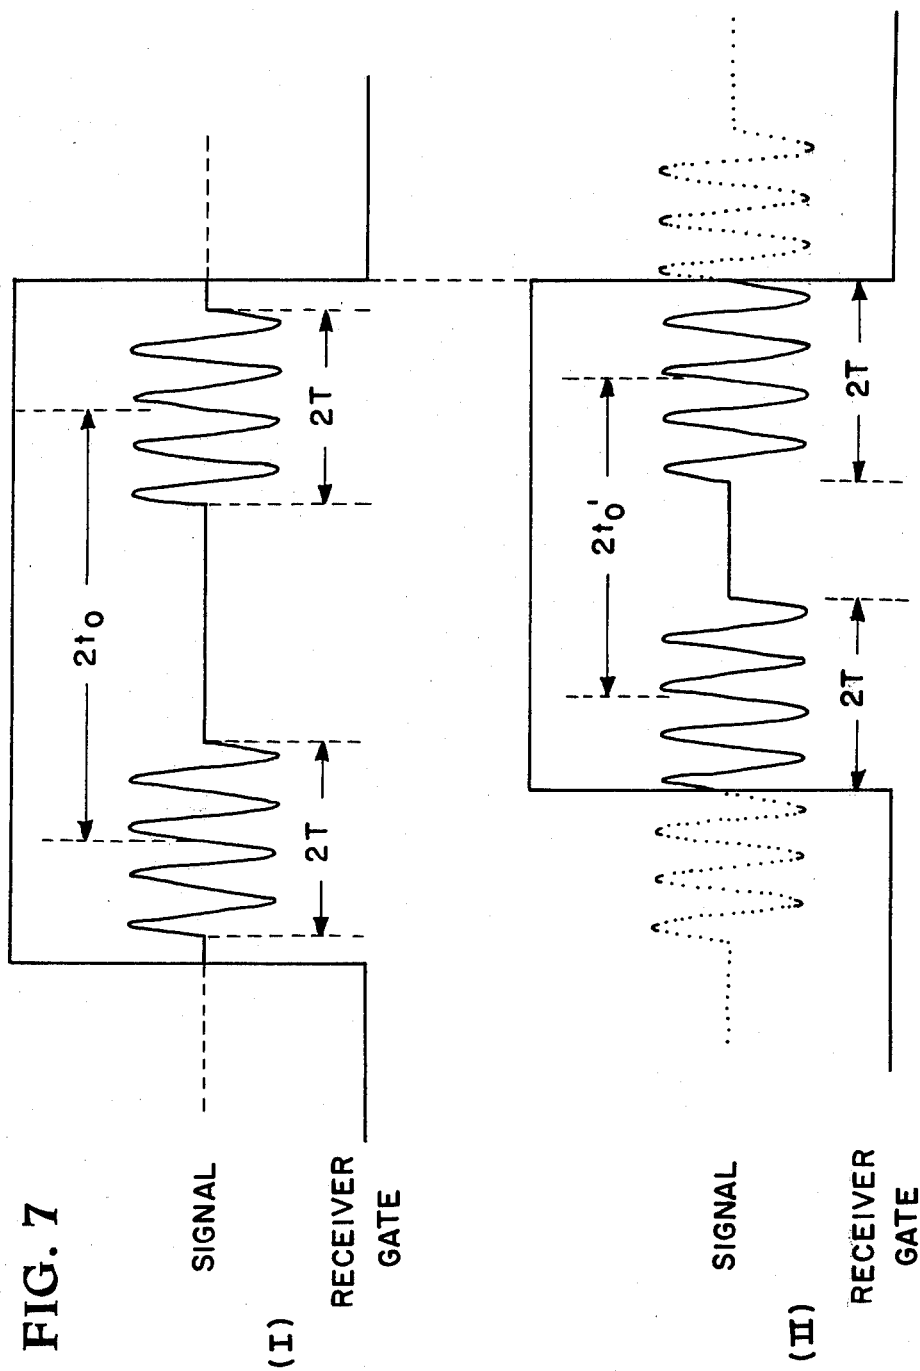 FIG. 7
(I)
SIGNAL
RECEIVER
GATE
2t₀
2T
2T
(II)
SIGNAL
RECEIVER
GATE
2t₀'
2T
2T